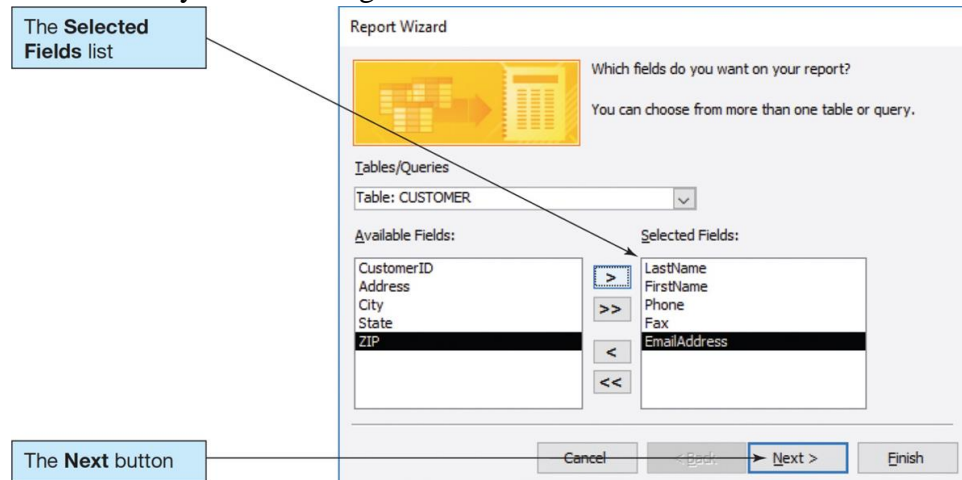 The Selected
Fields list
Report Wizard
Which fields do you want on your report?
You can choose from more than one table or query.
Tables/Queries
Table: CUSTOMER
Available Fields:
Selected Fields:
CustomerID
Address
City
State
ZIP
>
>>
<
<<
LastName
FirstName
Phone
Fax
EmailAddress
The Next button
Cancel
< Back
Next >
Finish